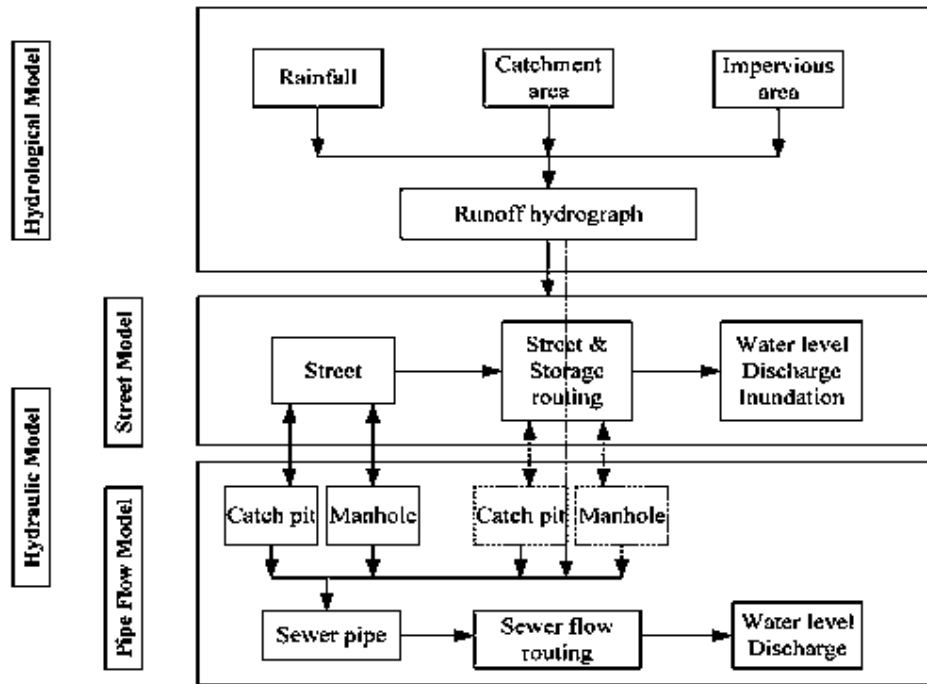 Hydrological Model
Rainfall
Catchment
area
Impervious
area
Runoff hydrograph
Hydraulic Model
Street Model
Street
Street &
Storage
routing
Water level
Discharge
Inundation
Pipe Flow Model
Catch pit
Manhole
Catch pit
Manhole
Sewer pipe
Sewer flow
routing
Water level
Discharge